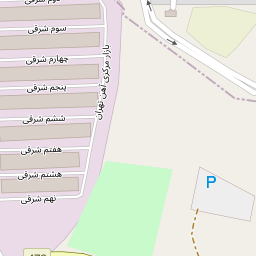 دوم شرقی
سوم شرقی
چهارم شرقی
پنجم شرقی
ششم شرقی
هفتم شرقی
هشتم شرقی
نهم شرقی
بازار مرکزی آهن تهران
P